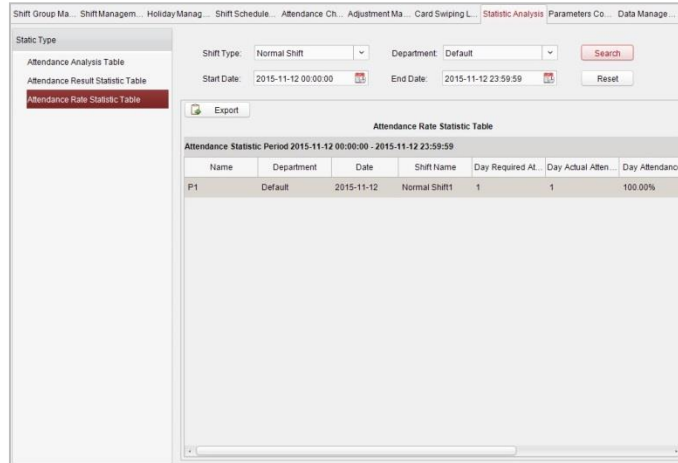 Shift Group Ma... Shift Managem... Holiday Manag... Shift Schedule... Attendance Ch... Adjustment Ma... Card Swiping L... Statistic Analysis Parameters Co... Data Manage...
Static Type
Attendance Analysis Table
Attendance Result Statistic Table
Attendance Rate Statistic Table
Shift Type: Normal Shift Department: Default Search
Start Date: 2015-11-12 00:00:00 End Date: 2015-11-12 23:59:59 Reset
Export
Attendance Rate Statistic Table
Attendance Statistic Period 2015-11-12 00:00:00 - 2015-11-12 23:59:59
Name Department Date Shift Name Day Required At... Day Actual Atten... Day Attendance
P1 Default 2015-11-12 Normal Shift1 1 1 100.00%